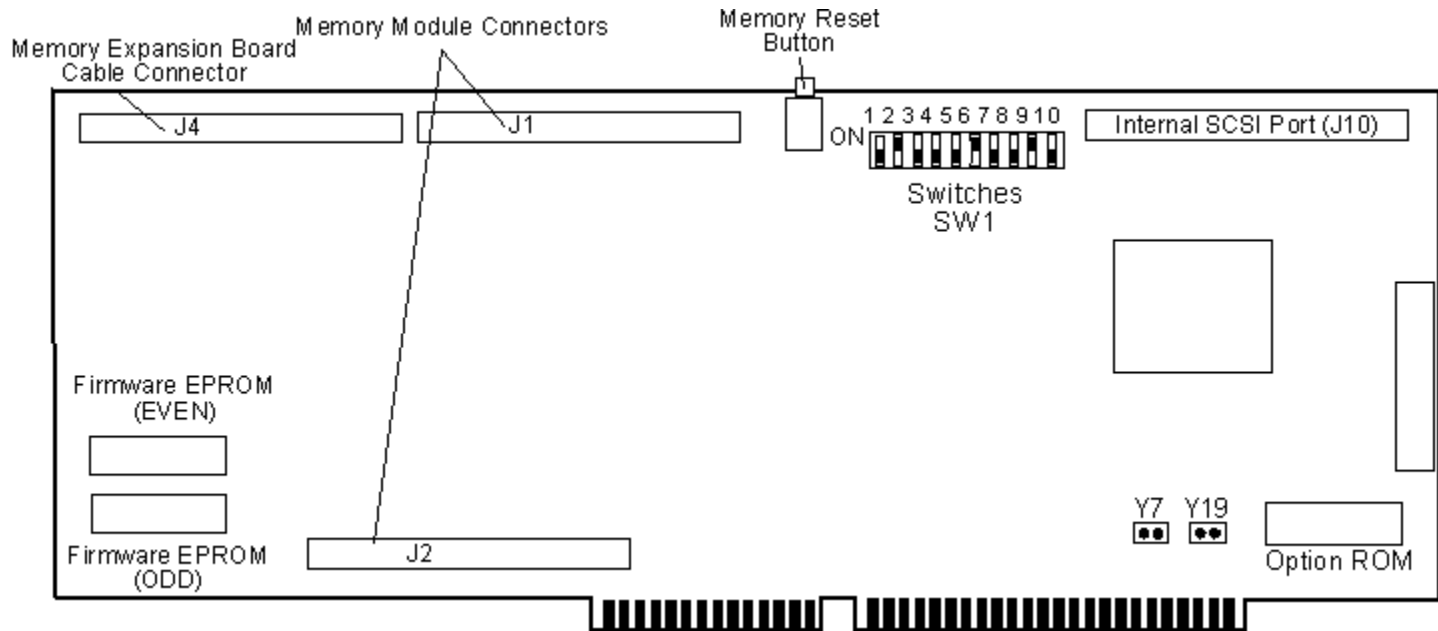 Memory Expansion Board
Cable Connector
Memory Module Connectors
Memory Reset
Button
J4
J1
ON
1 2 3 4 5 6 7 8 9 10
Switches
SW1
Internal SCSI Port (J10)
Firmware EPROM
(EVEN)
Firmware EPROM
(ODD)
J2
Y7 Y19
Option ROM